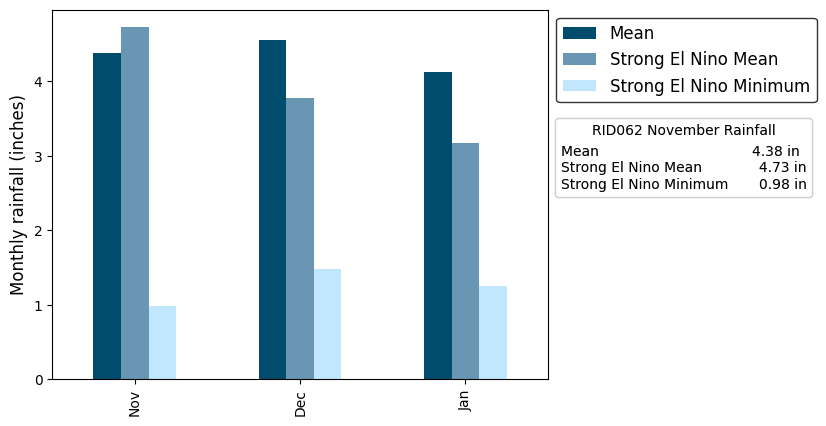 Monthly rainfall (inches)
4
3
2
1
0
Nov
Dec
Jan
Mean
Strong El Nino Mean
Strong El Nino Minimum
RID062 November Rainfall
Mean 4.38 in
Strong El Nino Mean 4.73 in
Strong El Nino Minimum 0.98 in